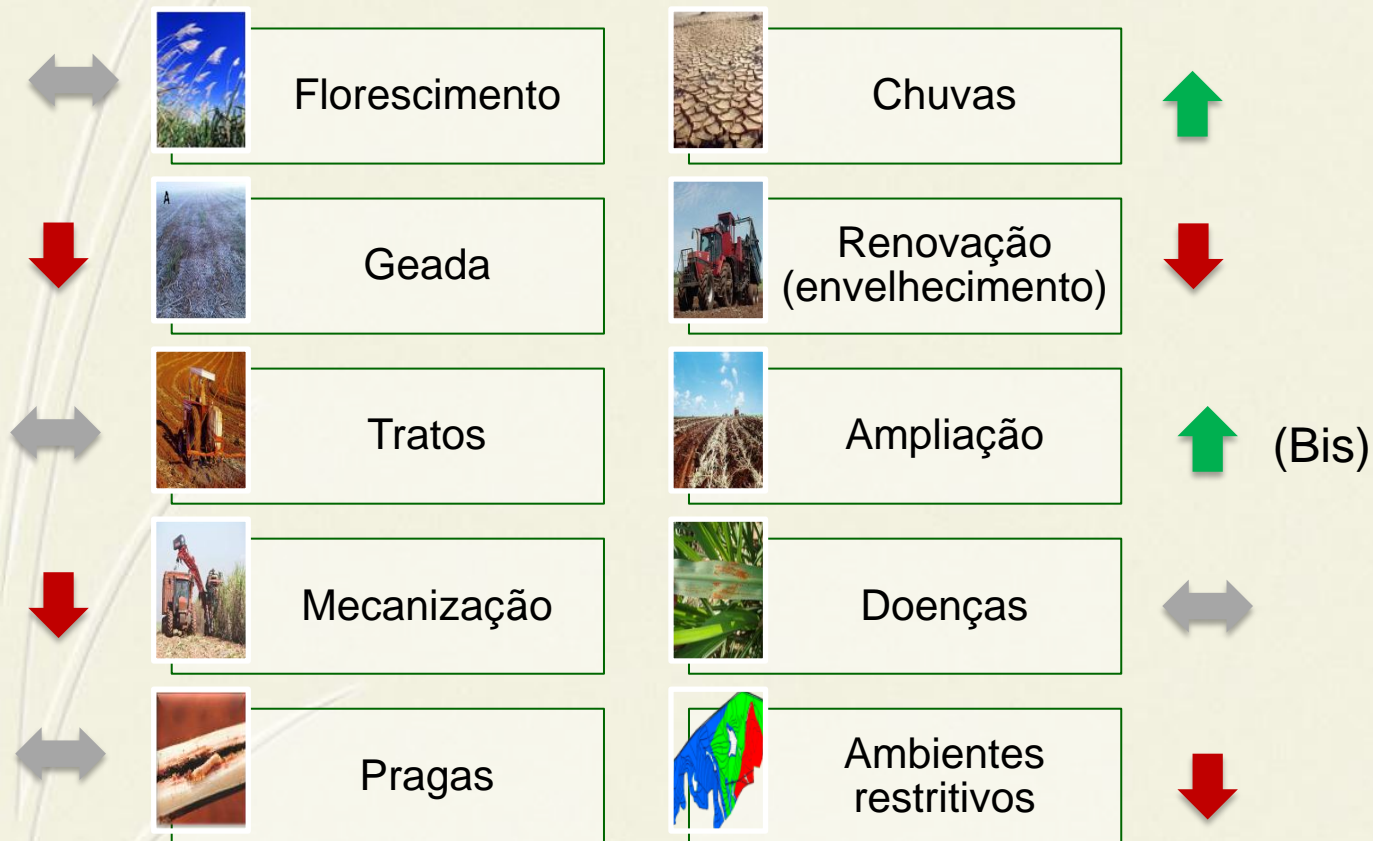 Florescimento
Chuvas
A
Geada
Renovação
(envelhecimento)
Tratos
Ampliação
(Bis)
Mecanização
Doenças
Pragas
Ambientes
restritivos